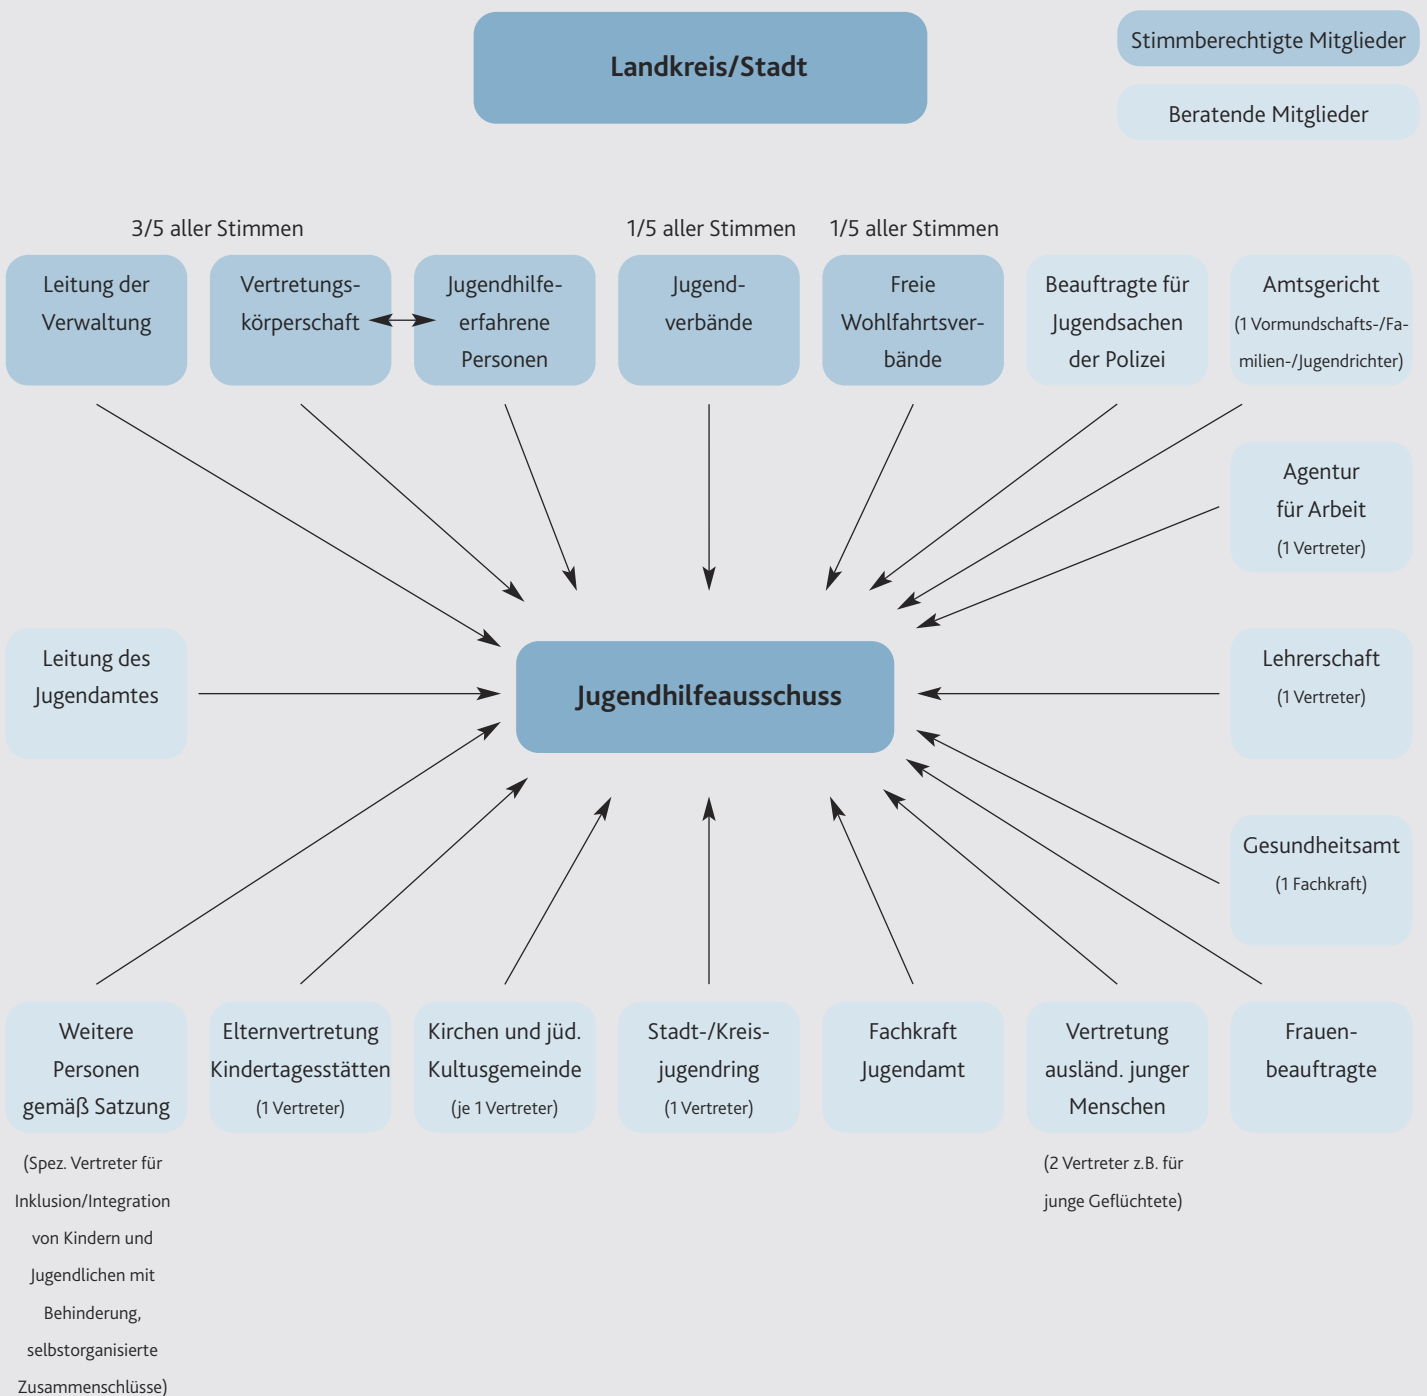 Landkreis/Stadt
Stimmberechtigte Mitglieder
Beratende Mitglieder
3/5 aller Stimmen
1/5 aller Stimmen
1/5 aller Stimmen
Leitung der
Verwaltung
Vertretungs-
körperschaft
Jugendhilfe-
erfahrene
Personen
Jugend-
verbände
Freie
Wohlfahrtsver-
bände
Beauftragte für
Jugendsachen
der Polizei
Amtsgericht
(1 Vormundschafts-/Fa-
milien-/Jugendrichter)
Agentur
für Arbeit
(1 Vertreter)
Leitung des
Jugendamtes
Jugendhilfeausschuss
Lehrerschaft
(1 Vertreter)
Gesundheitsamt
(1 Fachkraft)
Weitere
Personen
gemäß Satzung
(Spez. Vertreter für
Inklusion/Integration
von Kindern und
Jugendlichen mit
Behinderung,
selbstorganisierte
Zusammenschlüsse)
Elternvertretung
Kindertagesstätten
(1 Vertreter)
Kirchen und jüd.
Kultusgemeinde
(je 1 Vertreter)
Stadt-/Kreis-
jugendring
(1 Vertreter)
Fachkraft
Jugendamt
Vertretung
ausländ. junger
Menschen
(2 Vertreter z.B. für
junge Geflüchtete)
Frauen-
beauftragte